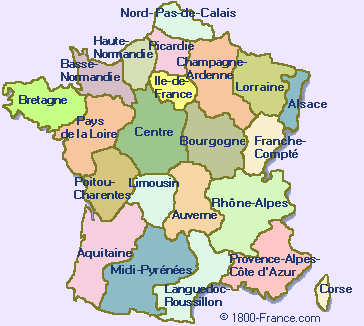 Nord-Pas-de-Calais
Haute-
Normandie
Picardie
Basse-
Normandie
Ile-de-
France
Champagne-
Ardenne
Lorraine
Alsace
Bretagne
Pays
de la Loire
Centre
Bourgogne
Franche-
Compté
Poitou-
Charentes
Limousin
Auverne
Rhône-Alpes
Aquitaine
Midi-Pyrénées
Languedoc-
Roussillon
Provence-Alpes-
Côte d'Azur
Corse
© 1800-France.com